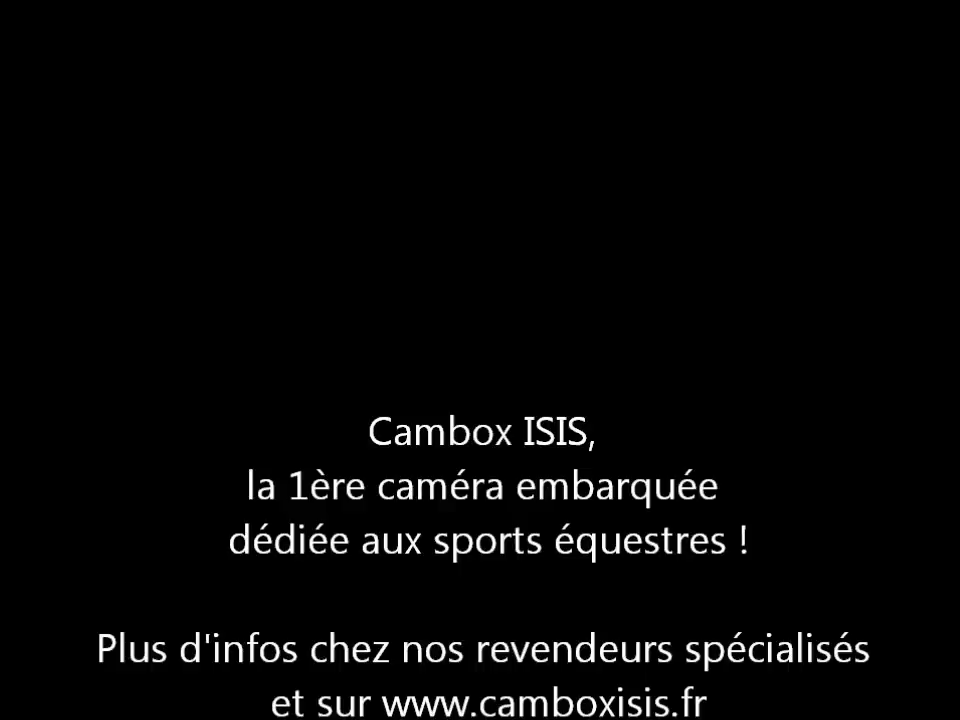 Cambox ISIS,
la 1ère caméra embarquée
dédiée aux sports équestres !
Plus d'infos chez nos revendeurs spécialisés
et sur www.camboxisis.fr